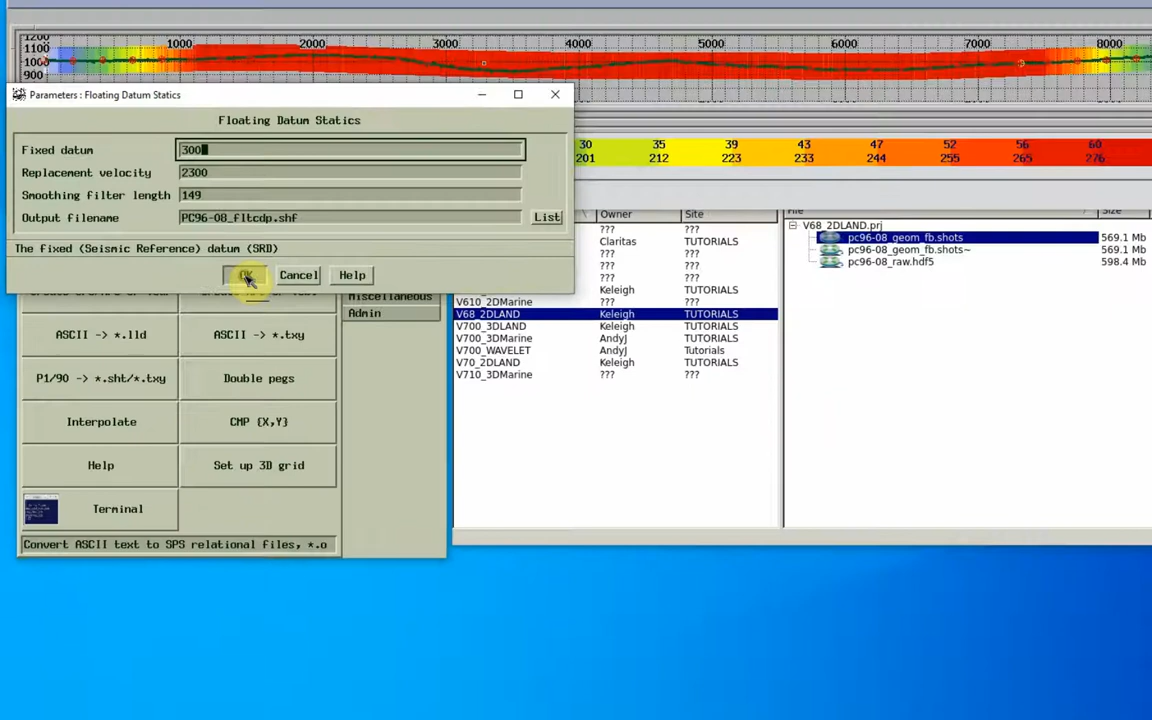 1200
1100
1000
900
1000 2000 3000 4000 5000 6000 7000 8000
Parameters : Floating Datum Statics
Floating Datum Statics
Fixed datum 300
Replacement velocity 2300
Smoothing filter length 149
Output filename PC96-08_fltcdp.shf List
The fixed (Seismic Reference) datum (SRD)
OK Cancel Help
30 35 39 43 47 52 56 60
201 212 223 233 244 255 265 276
Owner Site
??? ???
Claritas TUTORIALS
??? ???
??? ???
??? ???
Keleigh TUTORIALS
V610_2DMarine ??? ???
V68_2DLAND Keleigh TUTORIALS
V700_3DLAND Keleigh TUTORIALS
V700_3DMarine AndyJ TUTORIALS
V700_WAVELET AndyJ Tutorials
V70_2DLAND Keleigh TUTORIALS
V710_3DMarine ??? ???
V68_2DLAND.prj
pc96-08_geom_fb.shots 569.1 Mb
pc96-08_geom_fb.shots~ 569.1 Mb
pc96-08_raw.hdf5 598.4 Mb
Miscellaneous
Admin
ASCII -> *.lld ASCII -> *.txy
P1/90 -> *.sht/*.txy Double pegs
Interpolate CMP {X,Y}
Help Set up 3D grid
Terminal
Convert ASCII text to SPS relational files, *.o